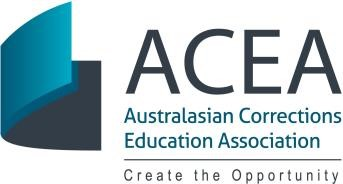 ACEA
Australasian Corrections
Education Association
Create the Opportunity